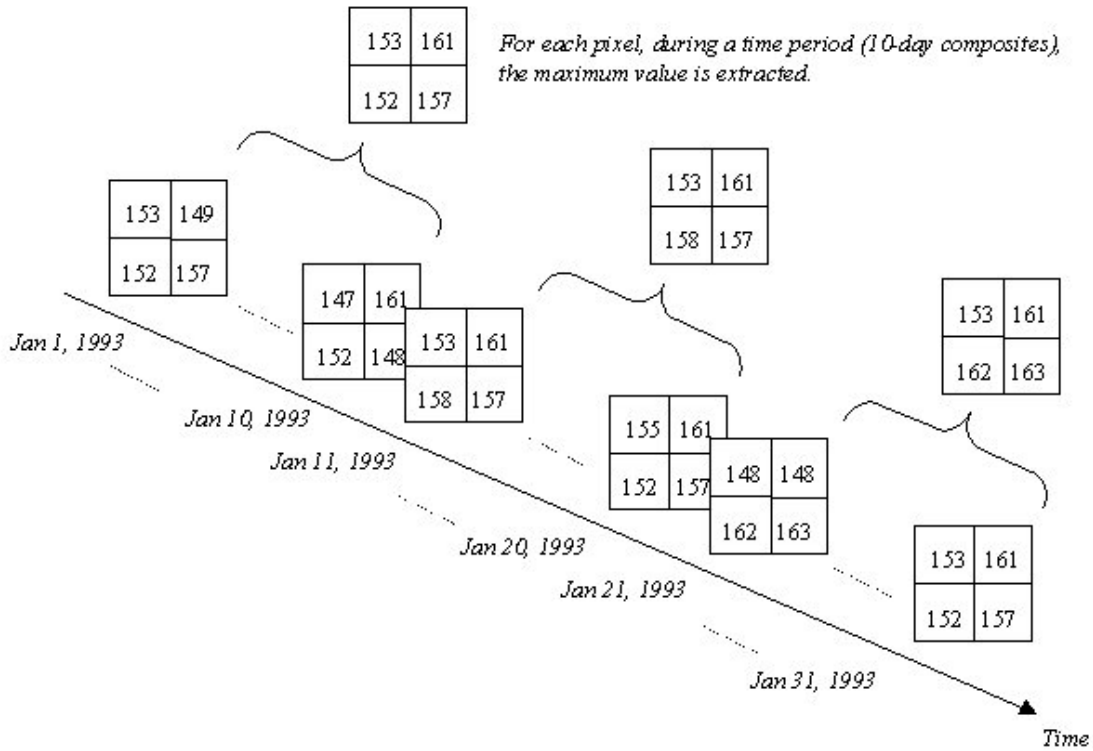 153 161
152 157
For each pixel, during a time period (10-day composites),
the maximum value is extracted.
153 149
152 157
147 161
152 148
153 161
158 157
153 161
158 157
155 161
152 157
148 148
162 163
153 161
162 163
153 161
152 157
Jan 1, 1993
Jan 10, 1993
Jan 11, 1993
Jan 20, 1993
Jan 21, 1993
Jan 31, 1993
Time